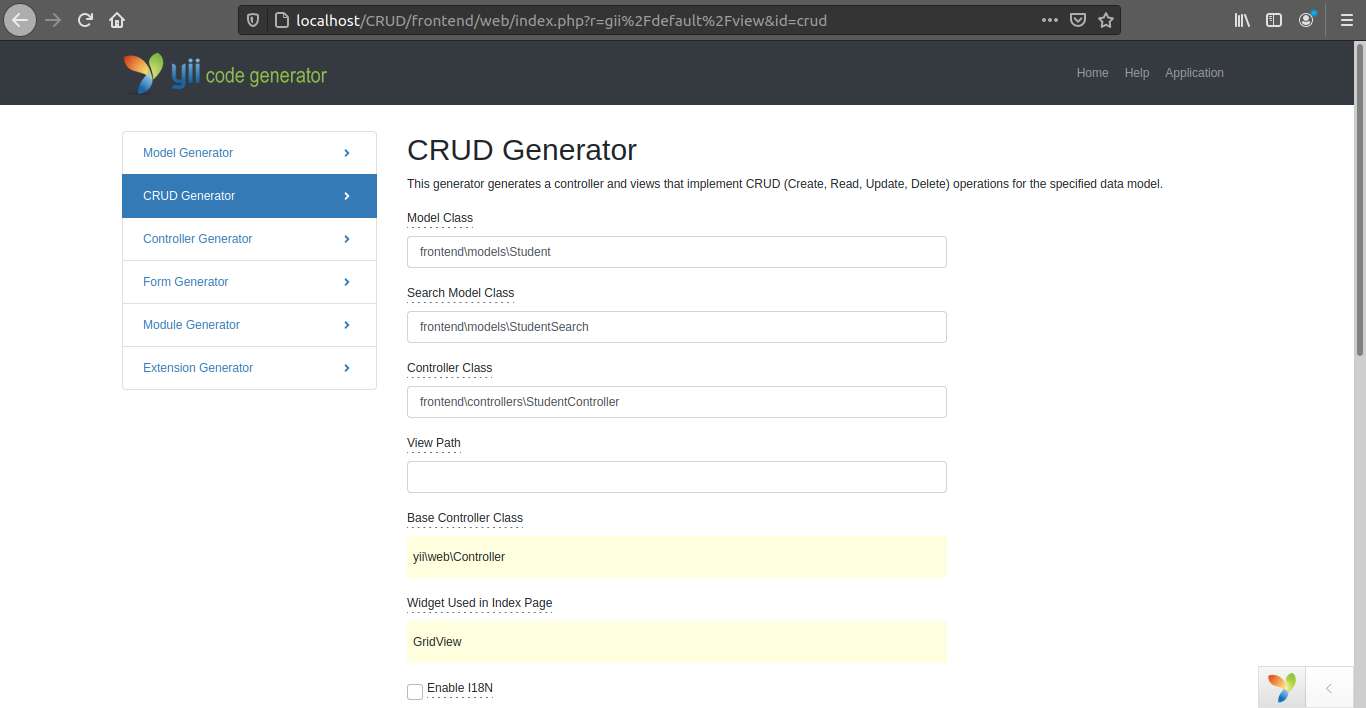 localhost/CRUD/frontend/web/index.php?r=gii%2Fdefault%2Fview&id=crud
yii code generator
Home Help Application
Model Generator
CRUD Generator
Controller Generator
Form Generator
Module Generator
Extension Generator
CRUD Generator
This generator generates a controller and views that implement CRUD (Create, Read, Update, Delete) operations for the specified data model.
Model Class
frontend\models\Student
Search Model Class
frontend\models\StudentSearch
Controller Class
frontend\controllers\StudentController
View Path
Base Controller Class
yii\web\Controller
Widget Used in Index Page
GridView
Enable I18N